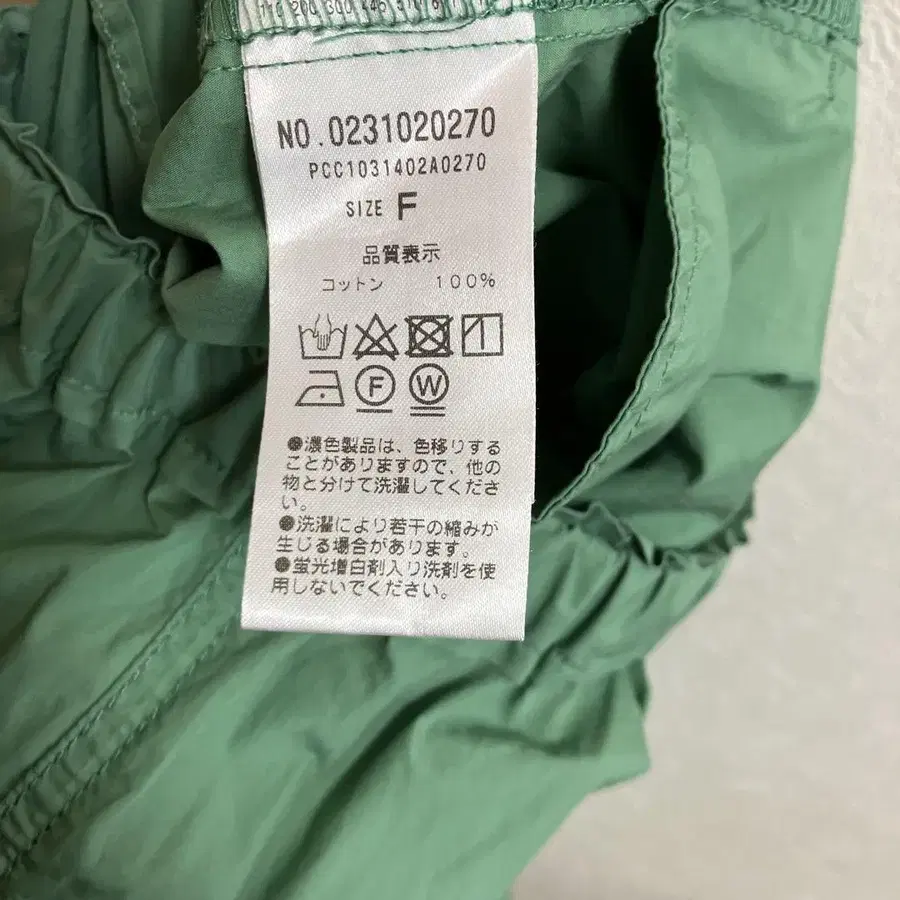 NO.0231020270
PCC1031402A0270
SIZE F
品質表示
コットン 100%
F W
●濃色製品は、色移りする
ことがありますので、他の
物と分けて洗濯してくださ
い。
●洗濯により若干の縮みが
生じる場合があります。
●蛍光増白剤入り洗剤を使
用しないでください。